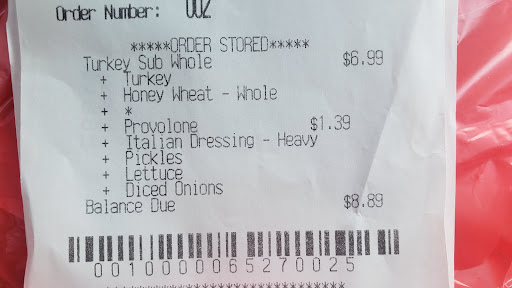 Order Number: 002
*****ORDER STORED*****
Turkey Sub Whole $6.99
+ Turkey
+ Honey Wheat - Whole
+ *
+ Provolone $1.39
+ Italian Dressing - Heavy
+ Pickles
+ Lettuce
+ Diced Onions
Balance Due $8.89
0010000065270025